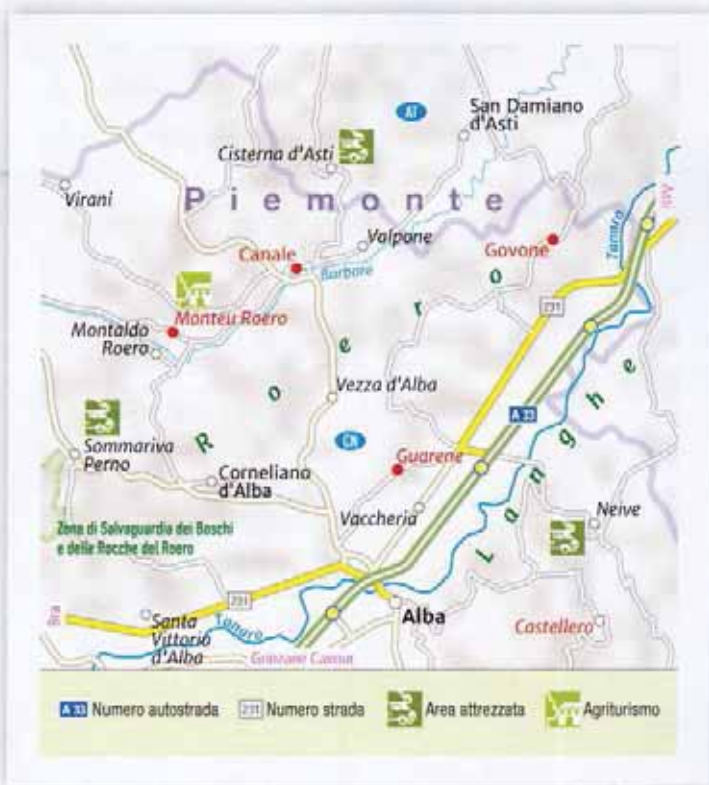 AT
San Damiano
d'Asti
Cisterna d'Asti
Virani
Piemonte
Asti
Valpone
Canale
Govone
Tanaro
Borbore
Roero
231
Monteu Roero
Montaldo
Roero
Vezza d'Alba
Langhe
A 33
CN
Sommariva
Perno
Guarene
Corneliano
d'Alba
Vaccheria
Neive
Zona di Salvaguardia dei Boschi
e delle Rocche del Roero
231
Alba
Bra
Santa
Vittoria
d'Alba
Tanaro
Castellero
Grinzane Cavour
A 33 Numero autostrada
231 Numero strada
Area attrezzata
Agriturismo